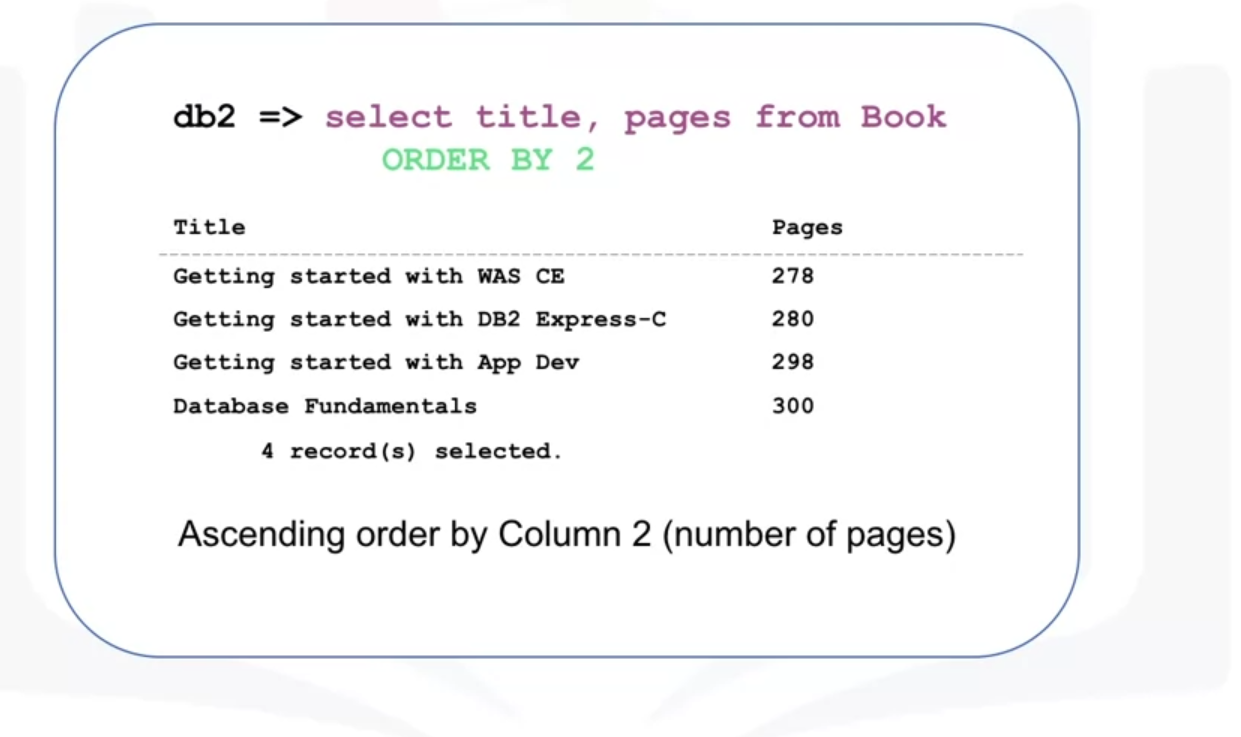 db2 => select title, pages from Book
ORDER BY 2
Title Pages
Getting started with WAS CE 278
Getting started with DB2 Express-C 280
Getting started with App Dev 298
Database Fundamentals 300
4 record(s) selected.
Ascending order by Column 2 (number of pages)